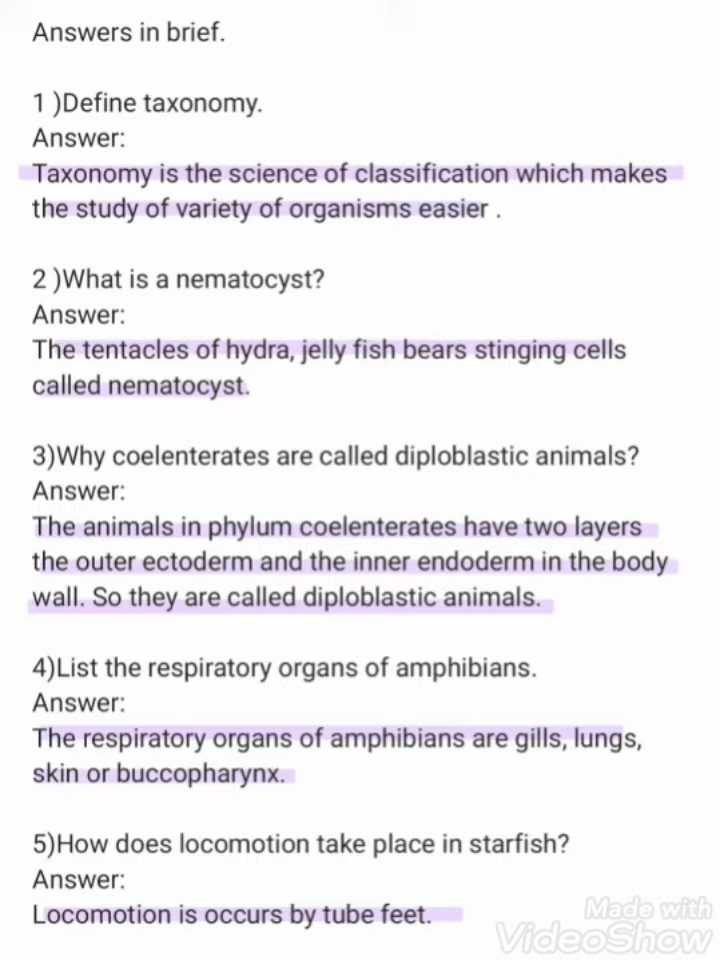 Answers in brief.
1 )Define taxonomy.
Answer:
Taxonomy is the science of classification which makes
the study of variety of organisms easier .
2 )What is a nematocyst?
Answer:
The tentacles of hydra, jelly fish bears stinging cells
called nematocyst.
3)Why coelenterates are called diploblastic animals?
Answer:
The animals in phylum coelenterates have two layers
the outer ectoderm and the inner endoderm in the body
wall. So they are called diploblastic animals.
4)List the respiratory organs of amphibians.
Answer:
The respiratory organs of amphibians are gills, lungs,
skin or buccopharynx.
5)How does locomotion take place in starfish?
Answer:
Locomotion is occurs by tube feet.
Made with
VideoShow